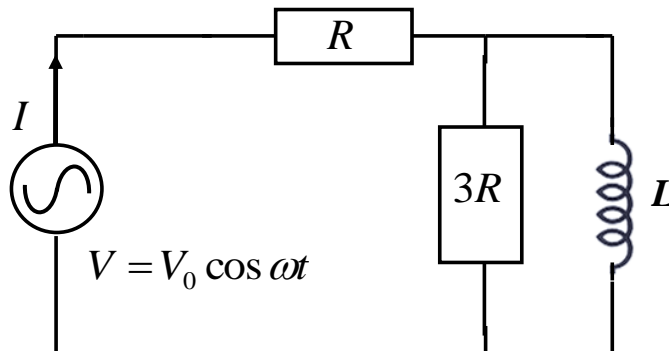 R
I
3R
L
V = V₀ cos ωt